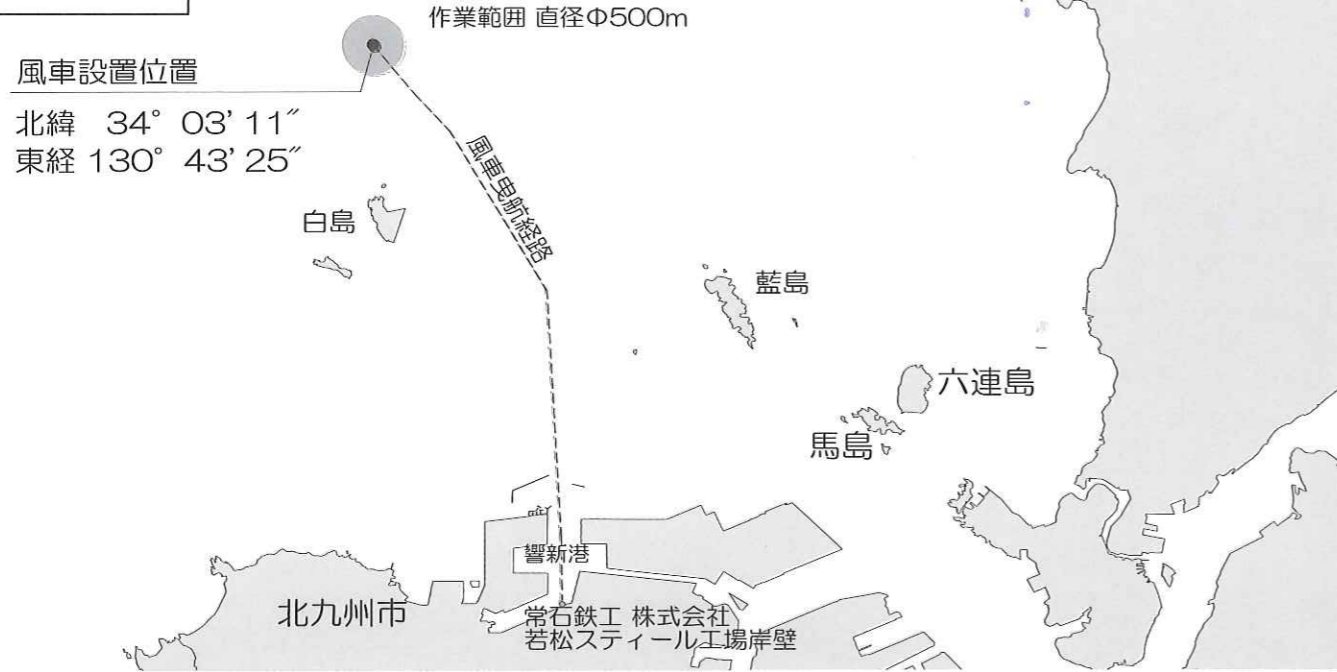 作業範囲 直径Φ500m
風車設置位置
北緯 34° 03' 11″
東経 130° 43' 25″
風車曳航経路
白島
藍島
六連島
馬島
響新港
北九州市
常石鉄工 株式会社
若松スティール工場岸壁